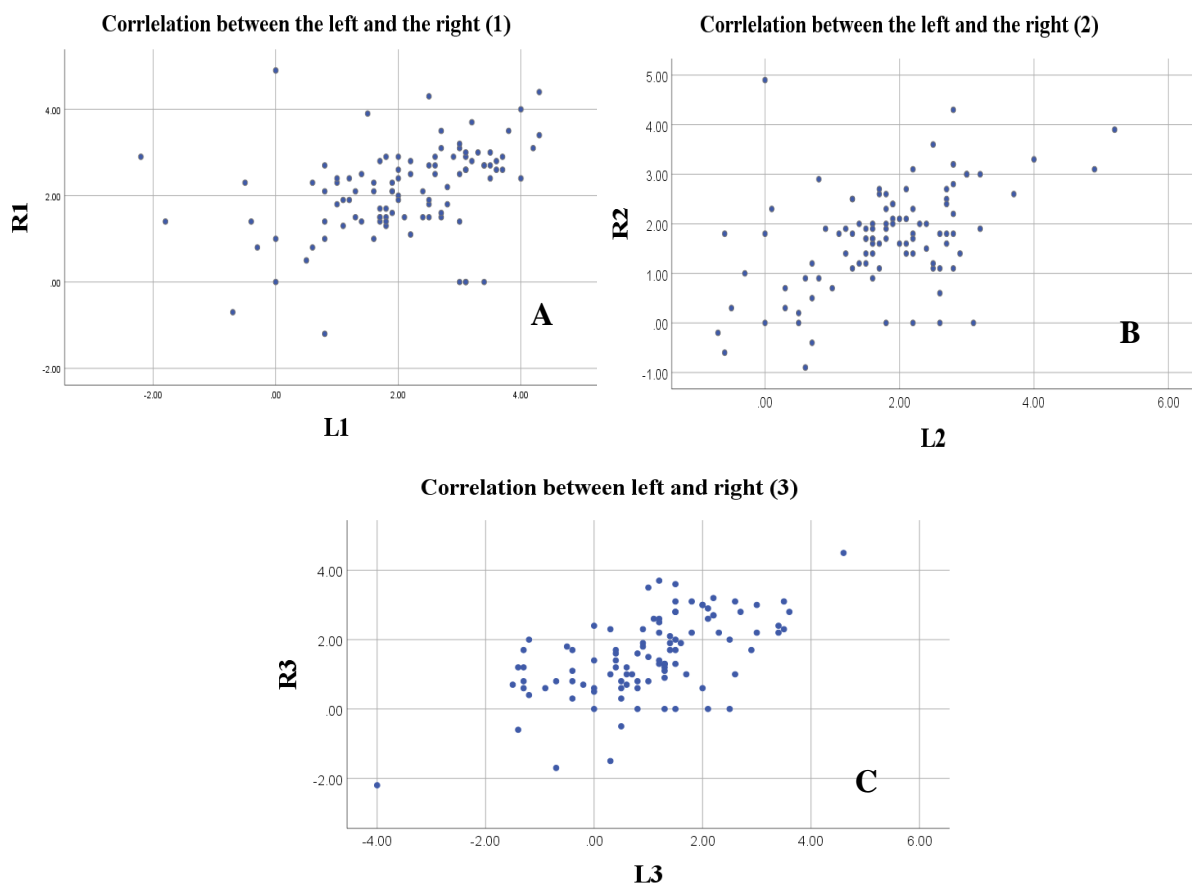 Corrlelation between the left and the right (1)
4.00
2.00
.00
-2.00
R1
-2.00
.00
2.00
4.00
L1
A
Corrlelation between the left and the right (2)
5.00
4.00
3.00
2.00
1.00
.00
-1.00
R2
.00
2.00
4.00
6.00
L2
B
Correlation between left and right (3)
4.00
2.00
.00
-2.00
R3
-4.00
-2.00
.00
2.00
4.00
6.00
L3
C